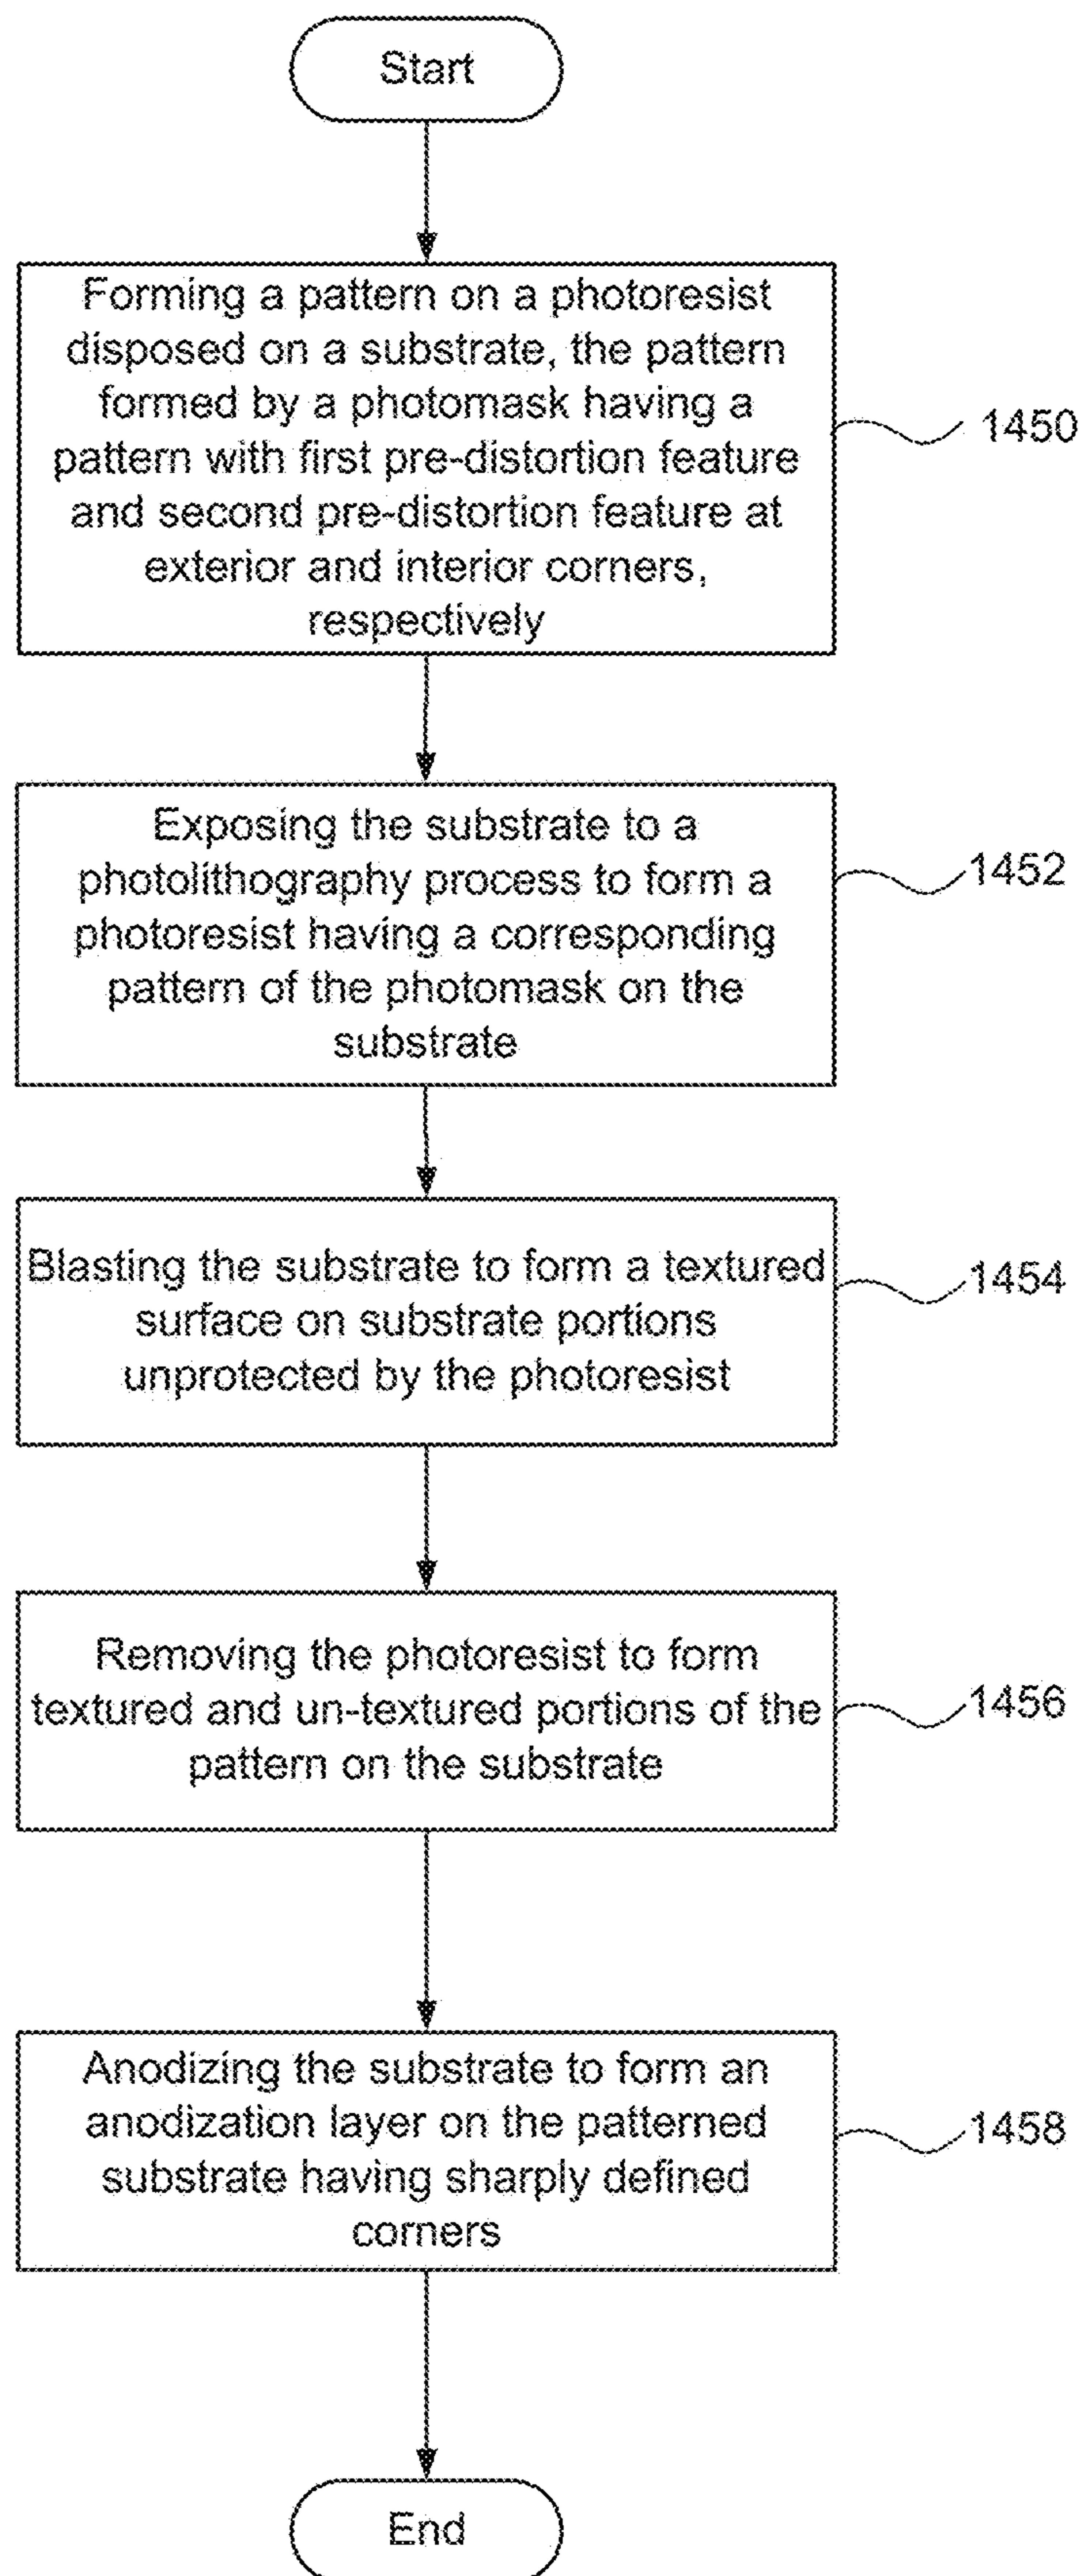 Start
Forming a pattern on a photoresist
disposed on a substrate, the pattern
formed by a photomask having a
pattern with first pre-distortion feature
and second pre-distortion feature at
exterior and interior corners,
respectively
1450
Exposing the substrate to a
photolithography process to form a
photoresist having a corresponding
pattern of the photomask on the
substrate
1452
Blasting the substrate to form a textured
surface on substrate portions
unprotected by the photoresist
1454
Removing the photoresist to form
textured and un-textured portions of the
pattern on the substrate
1456
Anodizing the substrate to form an
anodization layer on the patterned
substrate having sharply defined
corners
1458
End